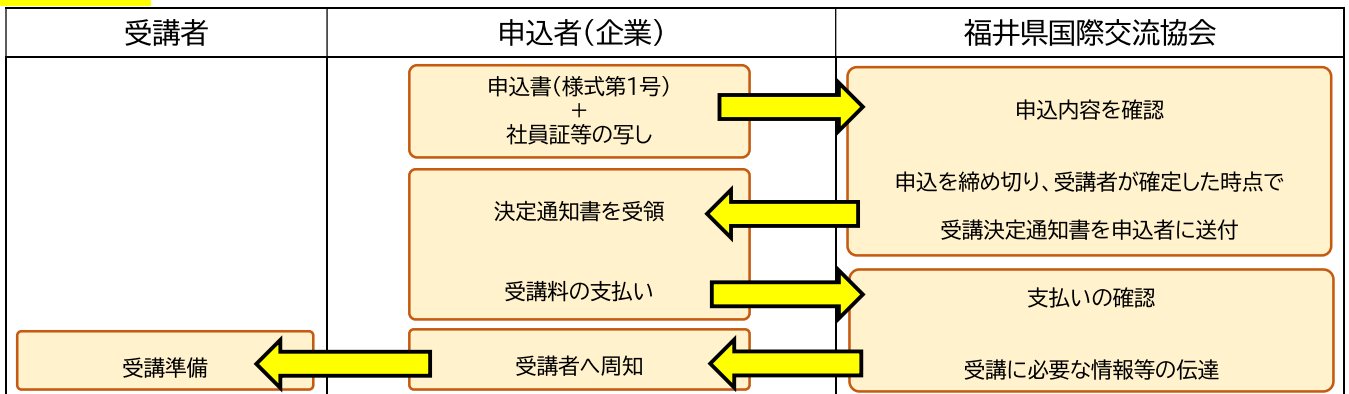 受講者
申込者（企業）
福井県国際交流協会
申込書（様式第1号）
＋
社員証等の写し
申込内容を確認
申込を締め切り、受講者が確定した時点で
受講決定通知書を申込者に送付
決定通知書を受領
受講料の支払い
支払いの確認
受講に必要な情報等の伝達
受講者へ周知
受講準備